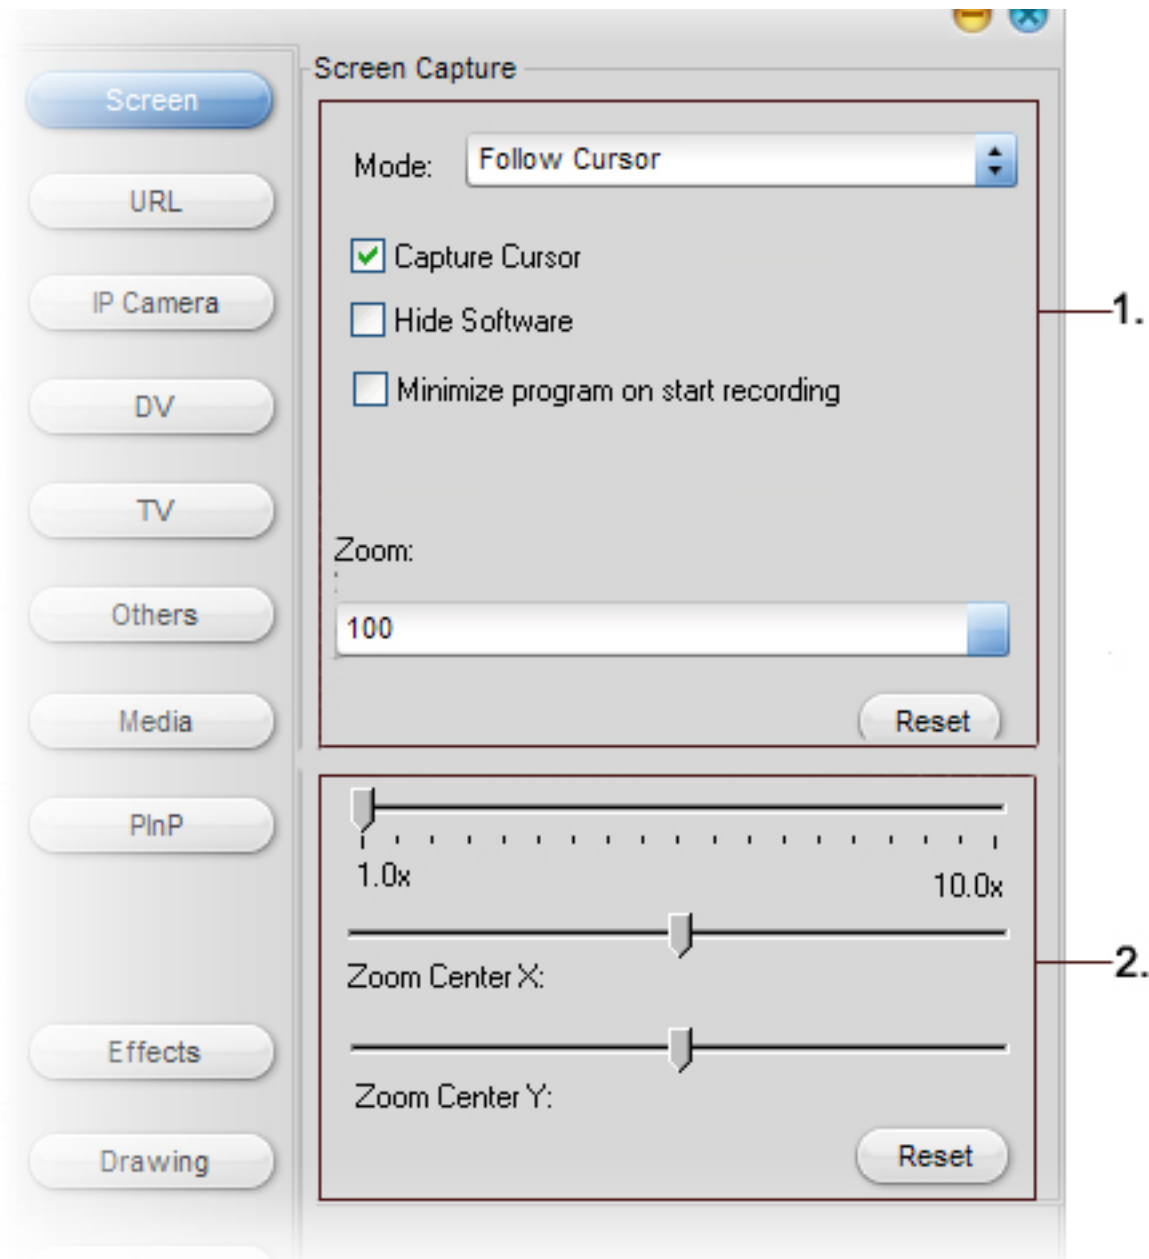 Screen
URL
IP Camera
DV
TV
Others
Media
PInP
Effects
Drawing
Screen Capture
Mode:
Follow Cursor
Capture Cursor
Hide Software
Minimize program on start recording
Zoom:
100
Reset
1.
1.0x
10.0x
Zoom Center X:
Zoom Center Y:
Reset
2.